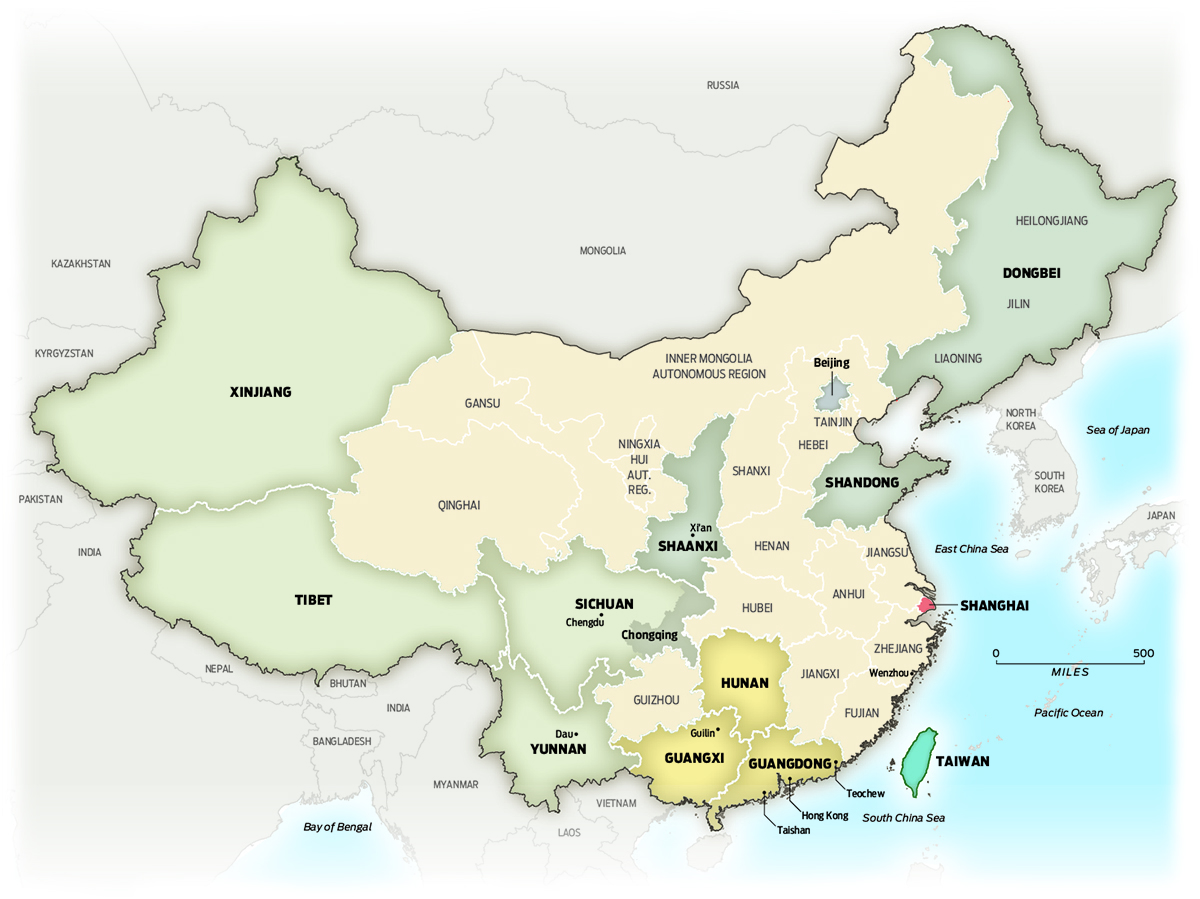 RUSSIA
HEILONGJIANG
MONGOLIA
KAZAKHSTAN
DONGBEI
JILIN
KYRGYZSTAN
INNER MONGOLIA
AUTONOMOUS REGION
Beijing
LIAONING
XINJIANG
GANSU
NORTH
KOREA
TAINJIN
Sea of Japan
NINGXIA
HUI
AUT.
REG.
HEBEI
SHANXI
SHANDONG
SOUTH
KOREA
PAKISTAN
QINGHAI
JAPAN
Xi'an
SHAANXI
HENAN
JIANGSU
East China Sea
INDIA
TIBET
SICHUAN
Chengdu
ANHUI
HUBEI
SHANGHAI
Chongqing
ZHEJIANG
0
500
MILES
NEPAL
Wenzhou
JIANGXI
HUNAN
BHUTAN
GUIZHOU
INDIA
FUJIAN
Pacific Ocean
Guilin
Dau
YUNNAN
BANGLADESH
GUANGXI
GUANGDONG
TAIWAN
MYANMAR
Teochew
VIETNAM
Hong Kong
South China Sea
Bay of Bengal
Taishan
LAOS